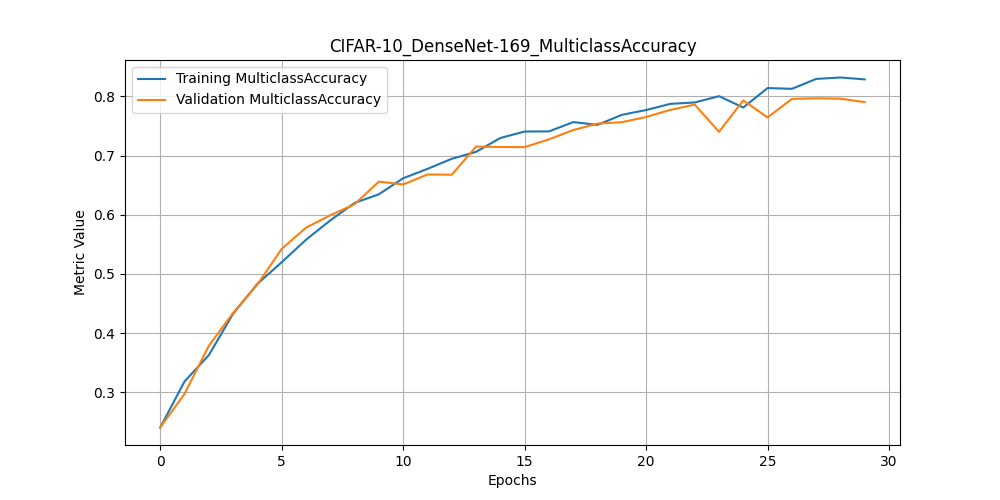 CIFAR-10_DenseNet-169_MulticlassAccuracy
Training MulticlassAccuracy
Validation MulticlassAccuracy
Metric Value
0.8
0.7
0.6
0.5
0.4
0.3
0 5 10 15 20 25 30
Epochs